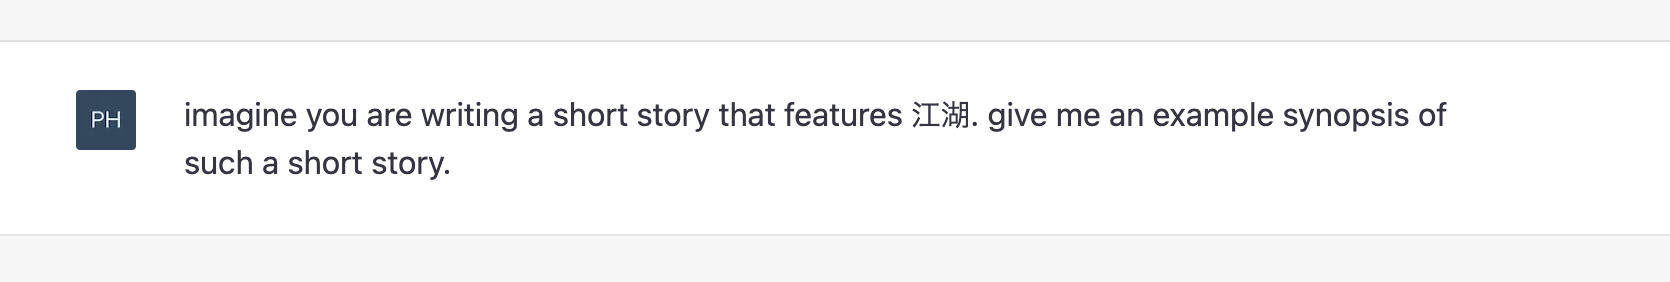 PH
imagine you are writing a short story that features 江湖. give me an example synopsis of
such a short story.